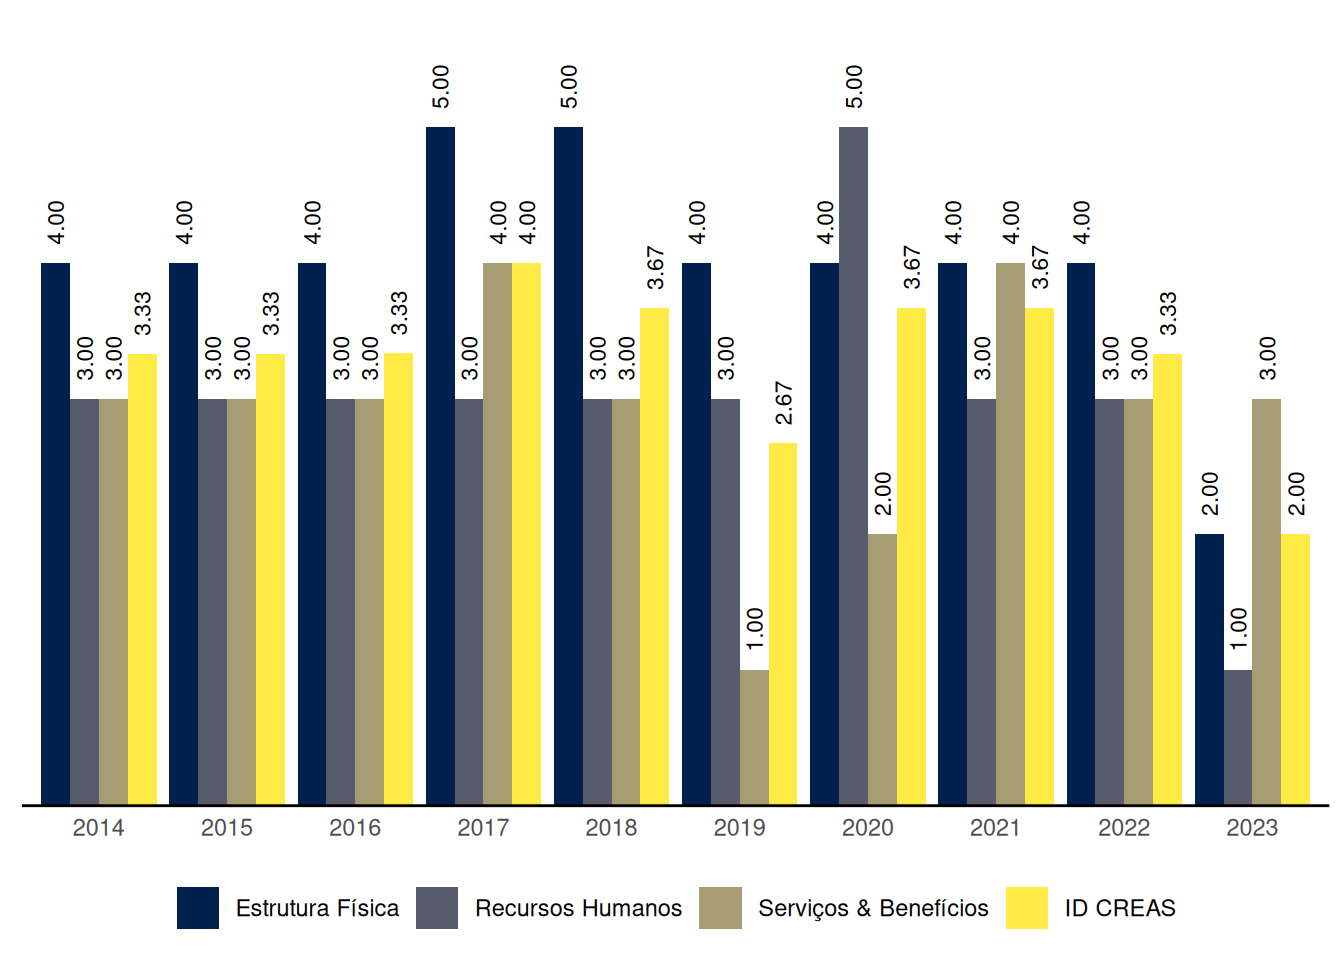 5.00 5.00 5.00
4.00 4.00 4.00 4.00 4.00 4.00 4.00 4.00 4.00 4.00
3.67 3.67 3.67
3.33 3.33 3.33 3.33
3.00 3.00 3.00 3.00 3.00 3.00 3.00 3.00 3.00 3.00 3.00 3.00 3.00 3.00
2.67
2.00 2.00 2.00
1.00 1.00
2014 2015 2016 2017 2018 2019 2020 2021 2022 2023
Estrutura Física Recursos Humanos Serviços & Benefícios ID CREAS